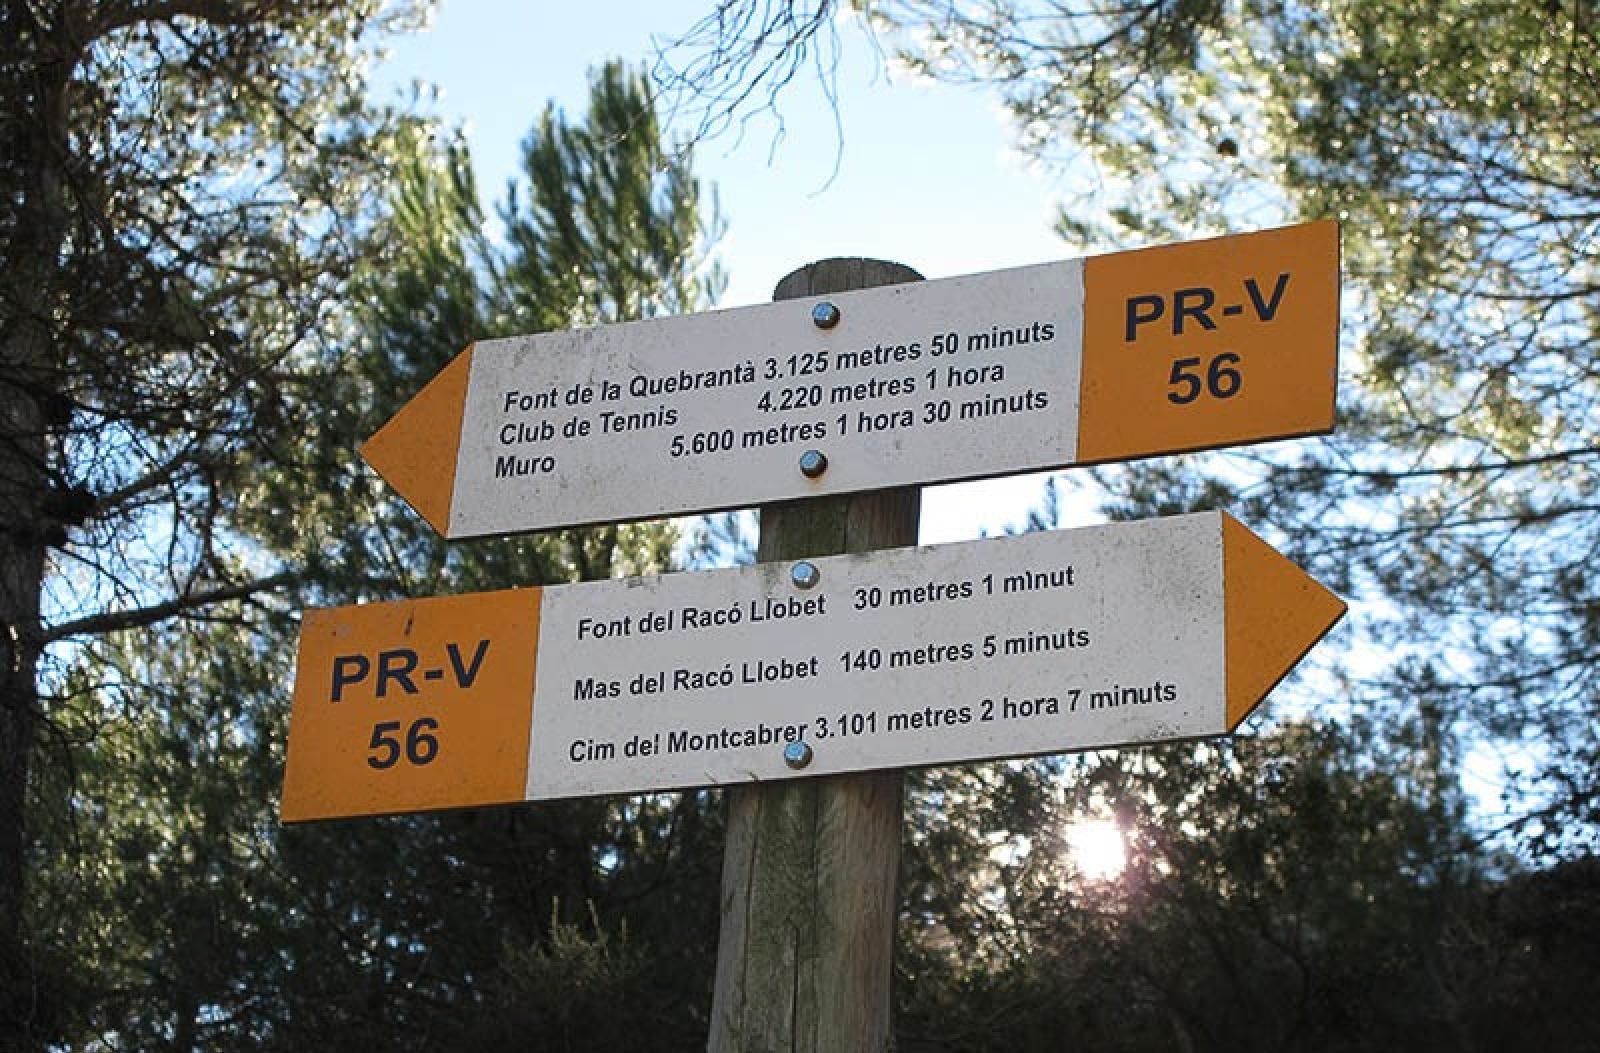 Font de la Quebrantà 3.125 metres 50 minuts
Club de Tennis 4.220 metres 1 hora
Muro 5.600 metres 1 hora 30 minuts
PR-V
56
PR-V
56
Font del Racó Llobet 30 metres 1 minut
Mas del Racó Llobet 140 metres 5 minuts
Cim del Montcabrer 3.101 metres 2 hora 7 minuts